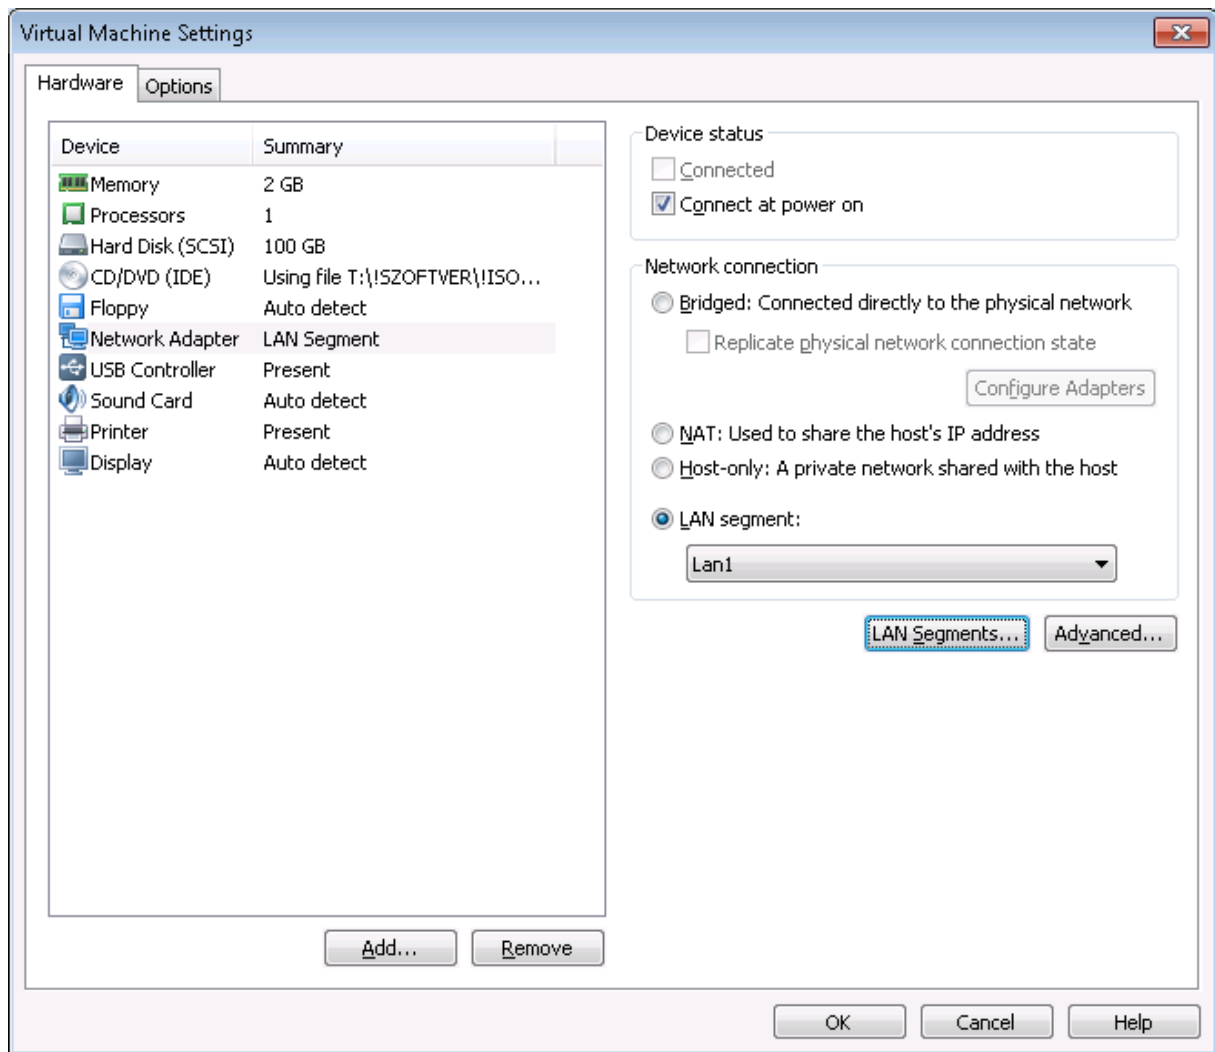 Virtual Machine Settings
Hardware
Options
Device Summary
Memory 2 GB
Processors 1
Hard Disk (SCSI) 100 GB
CD/DVD (IDE) Using file T:\!SZOFTVER\!ISO...
Floppy Auto detect
Network Adapter LAN Segment
USB Controller Present
Sound Card Auto detect
Printer Present
Display Auto detect
Add... Remove
Device status
Connected
Connect at power on
Network connection
Bridged: Connected directly to the physical network
Replicate physical network connection state
Configure Adapters
NAT: Used to share the host's IP address
Host-only: A private network shared with the host
LAN segment:
Lan1
LAN Segments... Advanced...
OK Cancel Help